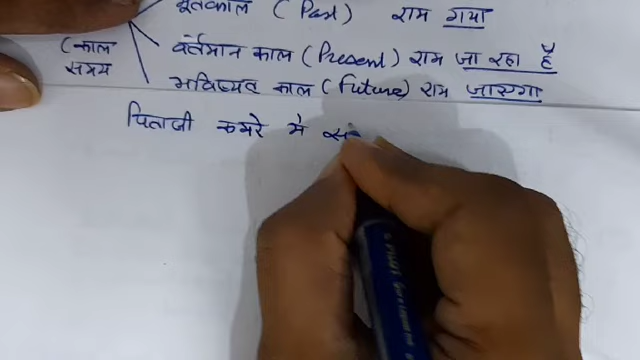 भूतकाल ( Past ) राम गया
(काल वर्तमान काल ( Present ) राम जा रहा है
समय भविष्यत काल ( Future ) राम जाएगा
पिताजी कमरे मे